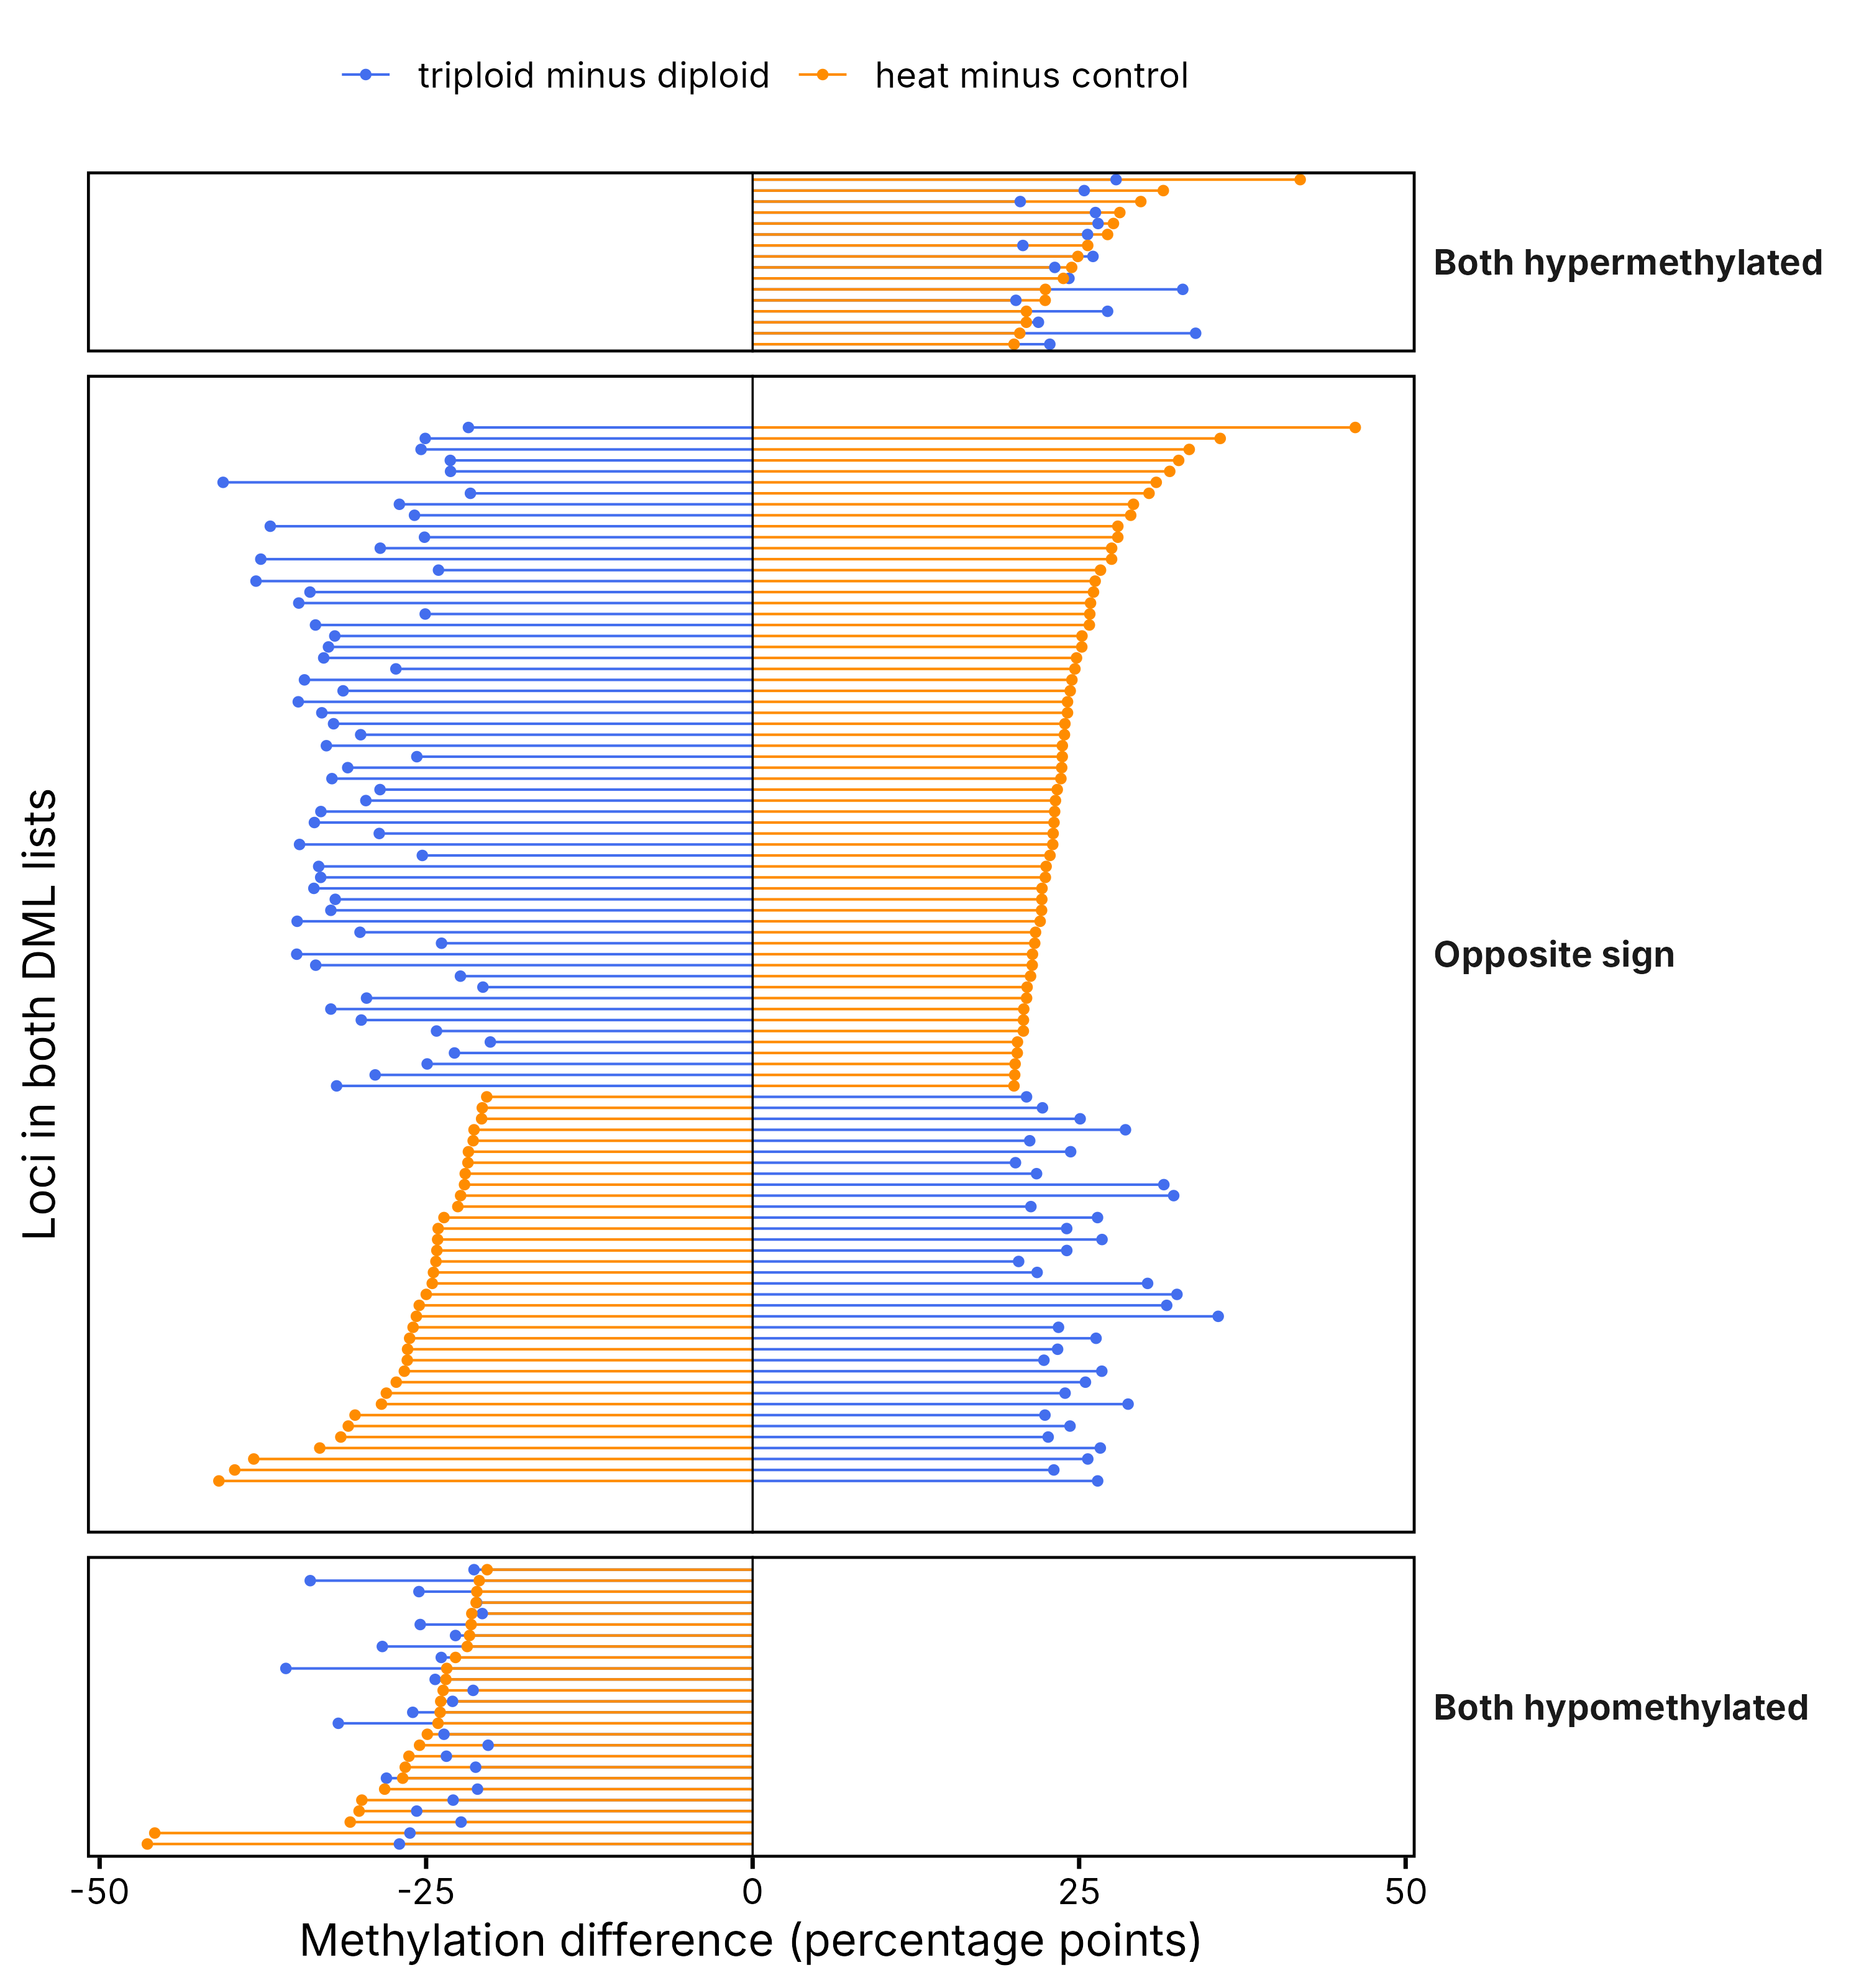 triploid minus diploid heat minus control
Both hypermethylated
Opposite sign
Loci in both DML lists
Both hypomethylated
-50 -25 0 25 50
Methylation difference (percentage points)